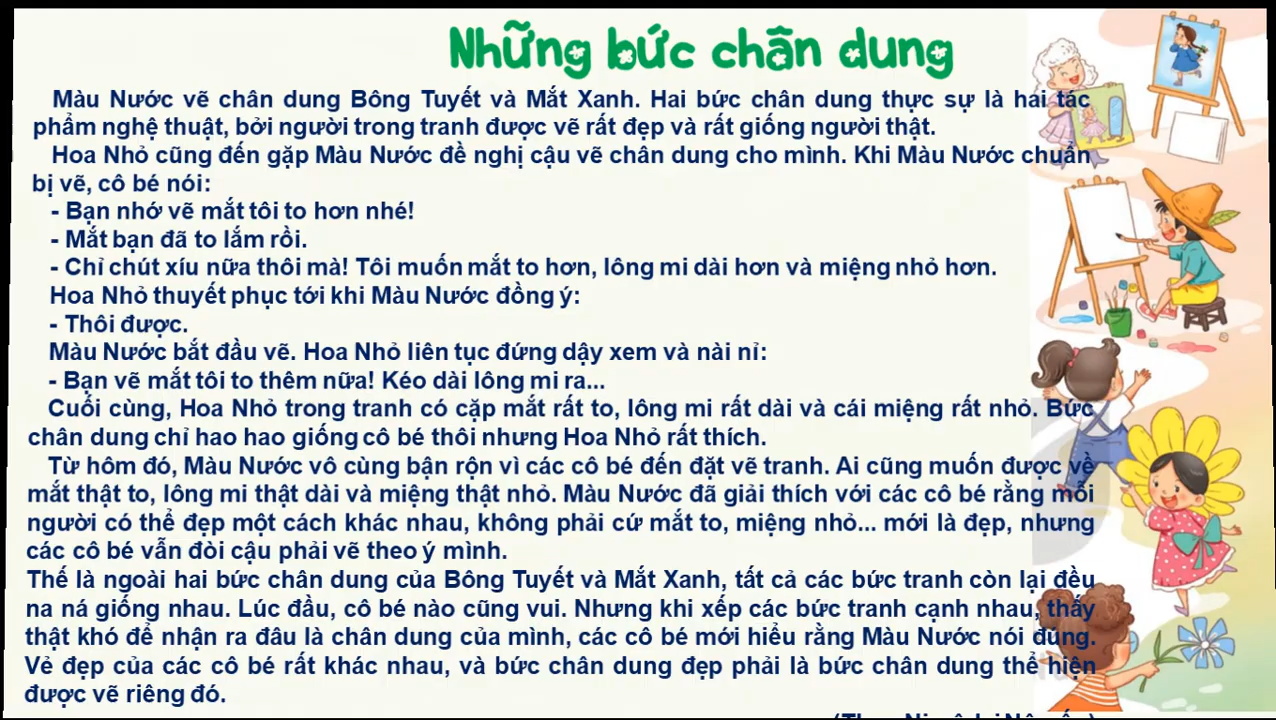 Những bức chân dung
Màu Nước vẽ chân dung Bông Tuyết và Mắt Xanh. Hai bức chân dung thực sự là hai tác
phẩm nghệ thuật, bởi người trong tranh được vẽ rất đẹp và rất giống người thật.
Hoa Nhỏ cũng đến gặp Màu Nước đề nghị cậu vẽ chân dung cho mình. Khi Màu Nước chuẩn
bị vẽ, cô bé nói:
- Bạn nhớ vẽ mắt tôi to hơn nhé!
- Mắt bạn đã to lắm rồi.
- Chỉ chút xíu nữa thôi mà! Tôi muốn mắt to hơn, lông mi dài hơn và miệng nhỏ hơn.
Hoa Nhỏ thuyết phục tới khi Màu Nước đồng ý:
- Thôi được.
Màu Nước bắt đầu vẽ. Hoa Nhỏ liên tục đứng dậy xem và nài nỉ:
- Bạn vẽ mắt tôi to thêm nữa! Kéo dài lông mi ra...
Cuối cùng, Hoa Nhỏ trong tranh có cặp mắt rất to, lông mi rất dài và cái miệng rất nhỏ. Bức
chân dung chỉ hao hao giống cô bé thôi nhưng Hoa Nhỏ rất thích.
Từ hôm đó, Màu Nước vô cùng bận rộn vì các cô bé đến đặt vẽ tranh. Ai cũng muốn được vẽ
mắt thật to, lông mi thật dài và miệng thật nhỏ. Màu Nước đã giải thích với các cô bé rằng mỗi
người có thể đẹp một cách khác nhau, không phải cứ mắt to, miệng nhỏ... mới là đẹp, nhưng
các cô bé vẫn đòi cậu phải vẽ theo ý mình.
Thế là ngoài hai bức chân dung của Bông Tuyết và Mắt Xanh, tất cả các bức tranh còn lại đều
na ná giống nhau. Lúc đầu, cô bé nào cũng vui. Nhưng khi xếp các bức tranh cạnh nhau, thấy
thật khó để nhận ra đâu là chân dung của mình, các cô bé mới hiểu rằng Màu Nước nói đúng.
Vẻ đẹp của các cô bé rất khác nhau, và bức chân dung đẹp phải là bức chân dung thể hiện
được vẽ riêng đó.